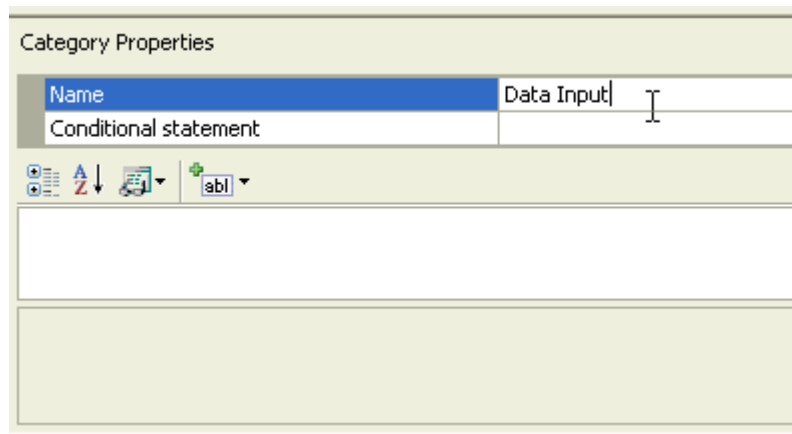 Category Properties
Name Data Input
Conditional statement
A
Z
abl